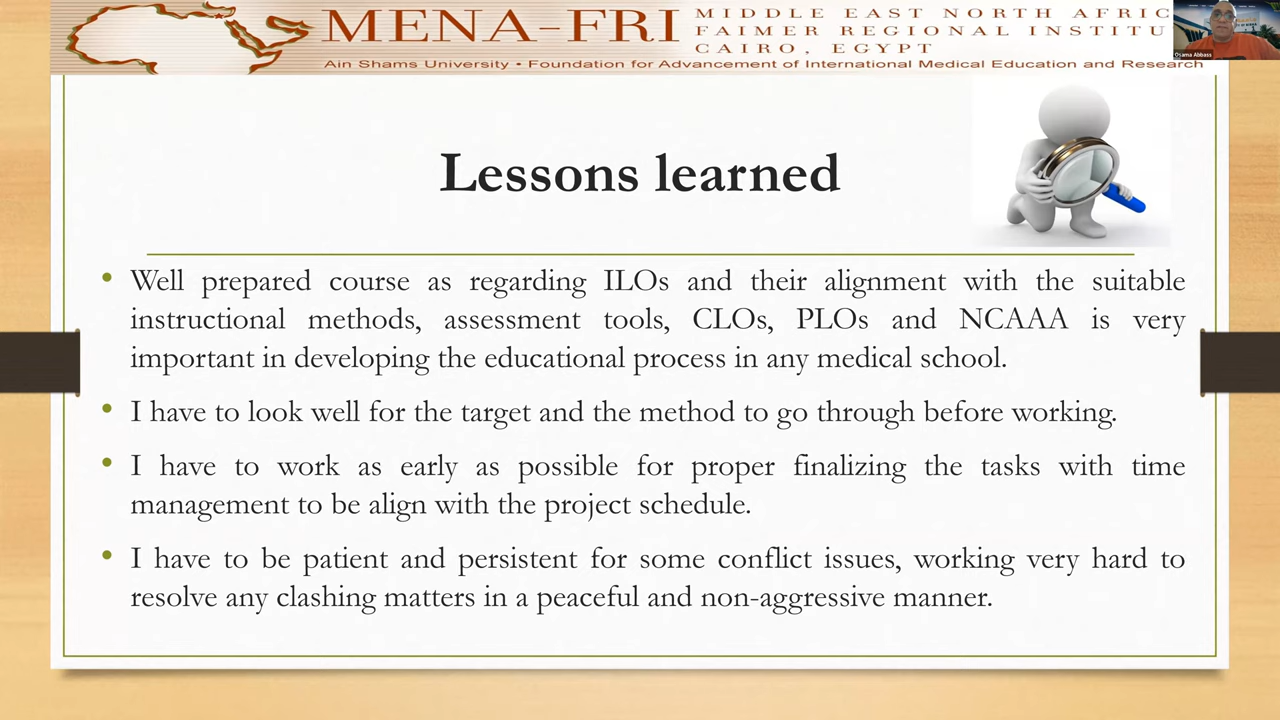 MENA-FRI
MIDDLE EAST NORTH AFRIC
FAIMER REGIONAL INSTITU
CAIRO, EGYPT
Ain Shams University • Foundation for Advancement of International Medical Education and Research
Osama Abbass
Lessons learned
• Well prepared course as regarding ILOs and their alignment with the suitable
instructional methods, assessment tools, CLOs, PLOs and NCAAA is very
important in developing the educational process in any medical school.
• I have to look well for the target and the method to go through before working.
• I have to work as early as possible for proper finalizing the tasks with time
management to be align with the project schedule.
• I have to be patient and persistent for some conflict issues, working very hard to
resolve any clashing matters in a peaceful and non-aggressive manner.